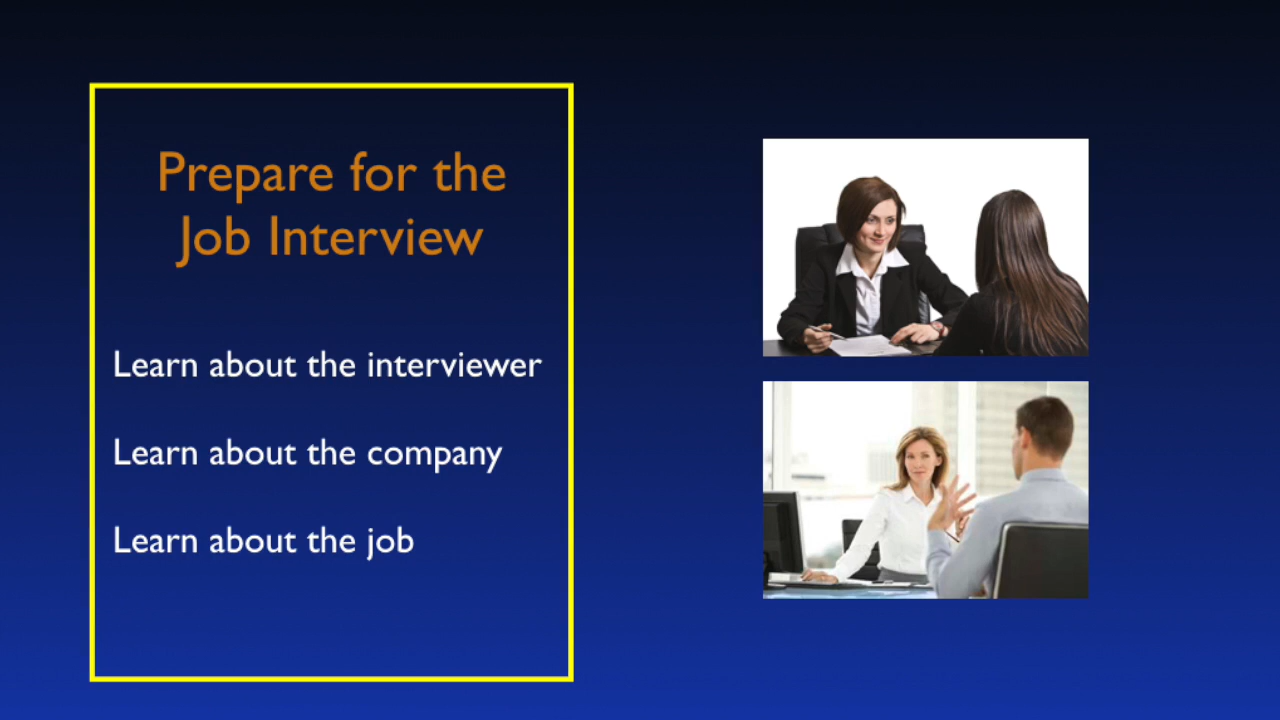 Prepare for the
Job Interview
Learn about the interviewer
Learn about the company
Learn about the job